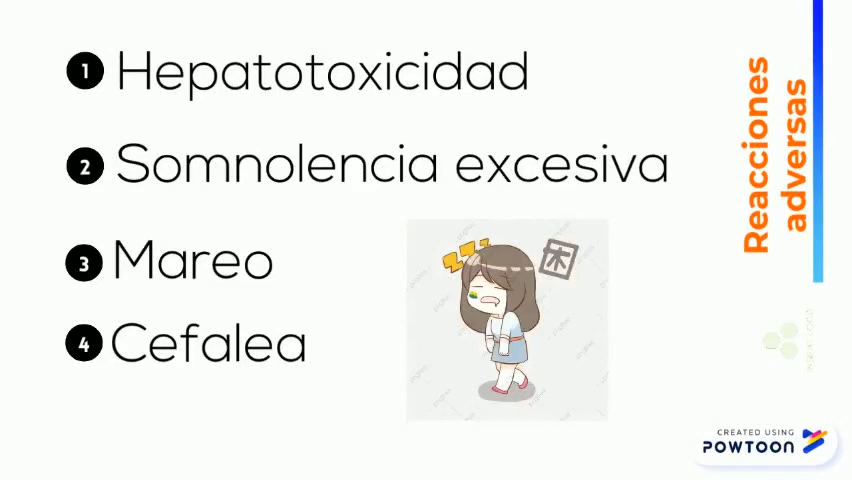 1 Hepatotoxicidad
2 Somnolencia excesiva
3 Mareo
4 Cefalea
Reacciones
adversas
困
CREATED USING
POWTOON